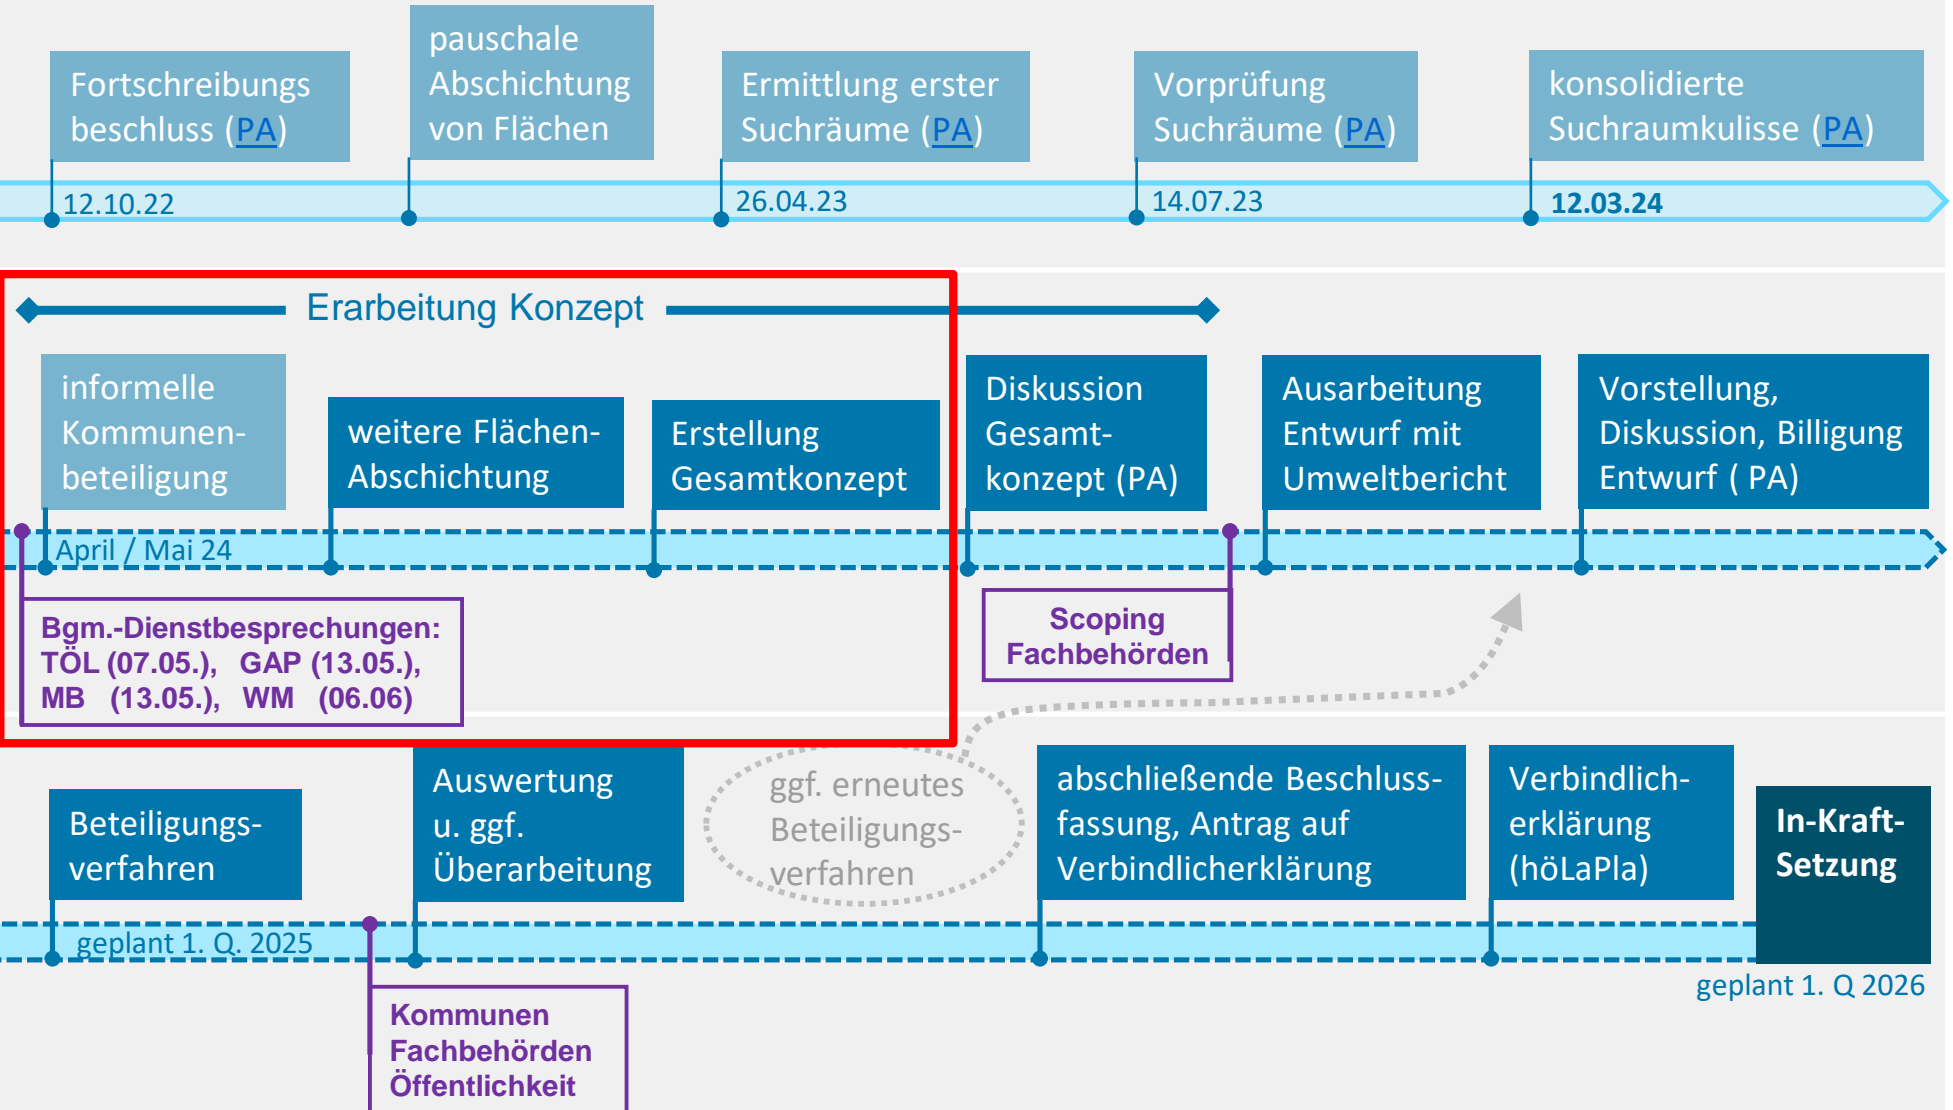 Fortschreibungs
beschluss (PA)
pauschale
Abschichtung
von Flächen
Ermittlung erster
Suchräume (PA)
Vorprüfung
Suchräume (PA)
konsolidierte
Suchraumkulisse (PA)
12.10.22
26.04.23
14.07.23
12.03.24
Erarbeitung Konzept
informelle
Kommunen-
beteiligung
weitere Flächen-
Abschichtung
Erstellung
Gesamtkonzept
Diskussion
Gesamt-
konzept (PA)
Ausarbeitung
Entwurf mit
Umweltbericht
Vorstellung,
Diskussion, Billigung
Entwurf ( PA)
April / Mai 24
Bgm.-Dienstbesprechungen:
TÖL (07.05.), GAP (13.05.),
MB (13.05.), WM (06.06)
Scoping
Fachbehörden
Beteiligungs-
verfahren
Auswertung
u. ggf.
Überarbeitung
ggf. erneutes
Beteiligungs-
verfahren
abschließende Beschluss-
fassung, Antrag auf
Verbindlicherklärung
Verbindlich-
erklärung
(höLaPla)
In-Kraft-
Setzung
geplant 1. Q. 2025
geplant 1. Q 2026
Kommunen
Fachbehörden
Öffentlichkeit